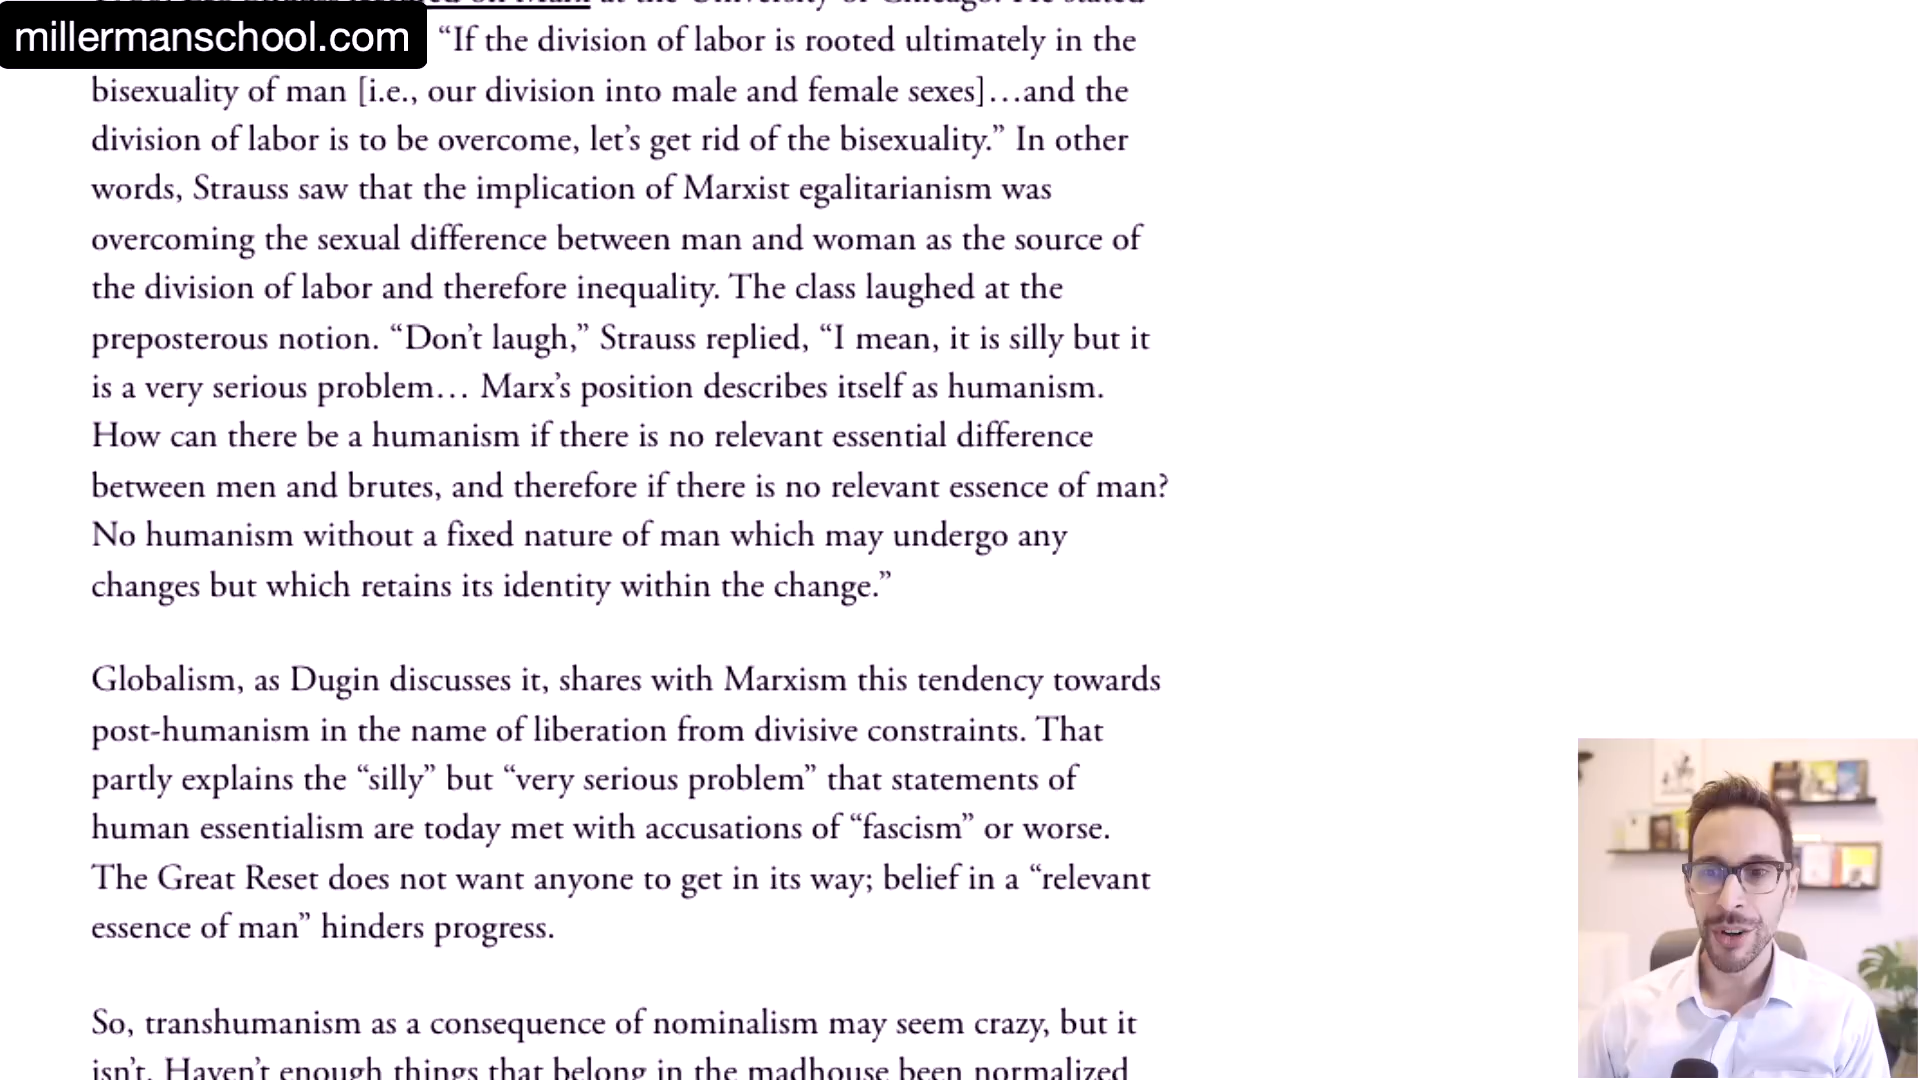 millermanschool.com
“If the division of labor is rooted ultimately in the
bisexuality of man [i.e., our division into male and female sexes]…and the
division of labor is to be overcome, let’s get rid of the bisexuality.” In other
words, Strauss saw that the implication of Marxist egalitarianism was
overcoming the sexual difference between man and woman as the source of
the division of labor and therefore inequality. The class laughed at the
preposterous notion. “Don’t laugh,” Strauss replied, “I mean, it is silly but it
is a very serious problem… Marx’s position describes itself as humanism.
How can there be a humanism if there is no relevant essential difference
between men and brutes, and therefore if there is no relevant essence of man?
No humanism without a fixed nature of man which may undergo any
changes but which retains its identity within the change.”
Globalism, as Dugin discusses it, shares with Marxism this tendency towards
post-humanism in the name of liberation from divisive constraints. That
partly explains the “silly” but “very serious problem” that statements of
human essentialism are today met with accusations of “fascism” or worse.
The Great Reset does not want anyone to get in its way; belief in a “relevant
essence of man” hinders progress.
So, transhumanism as a consequence of nominalism may seem crazy, but it
isn’t. Haven’t enough things that belong in the madhouse been normalized